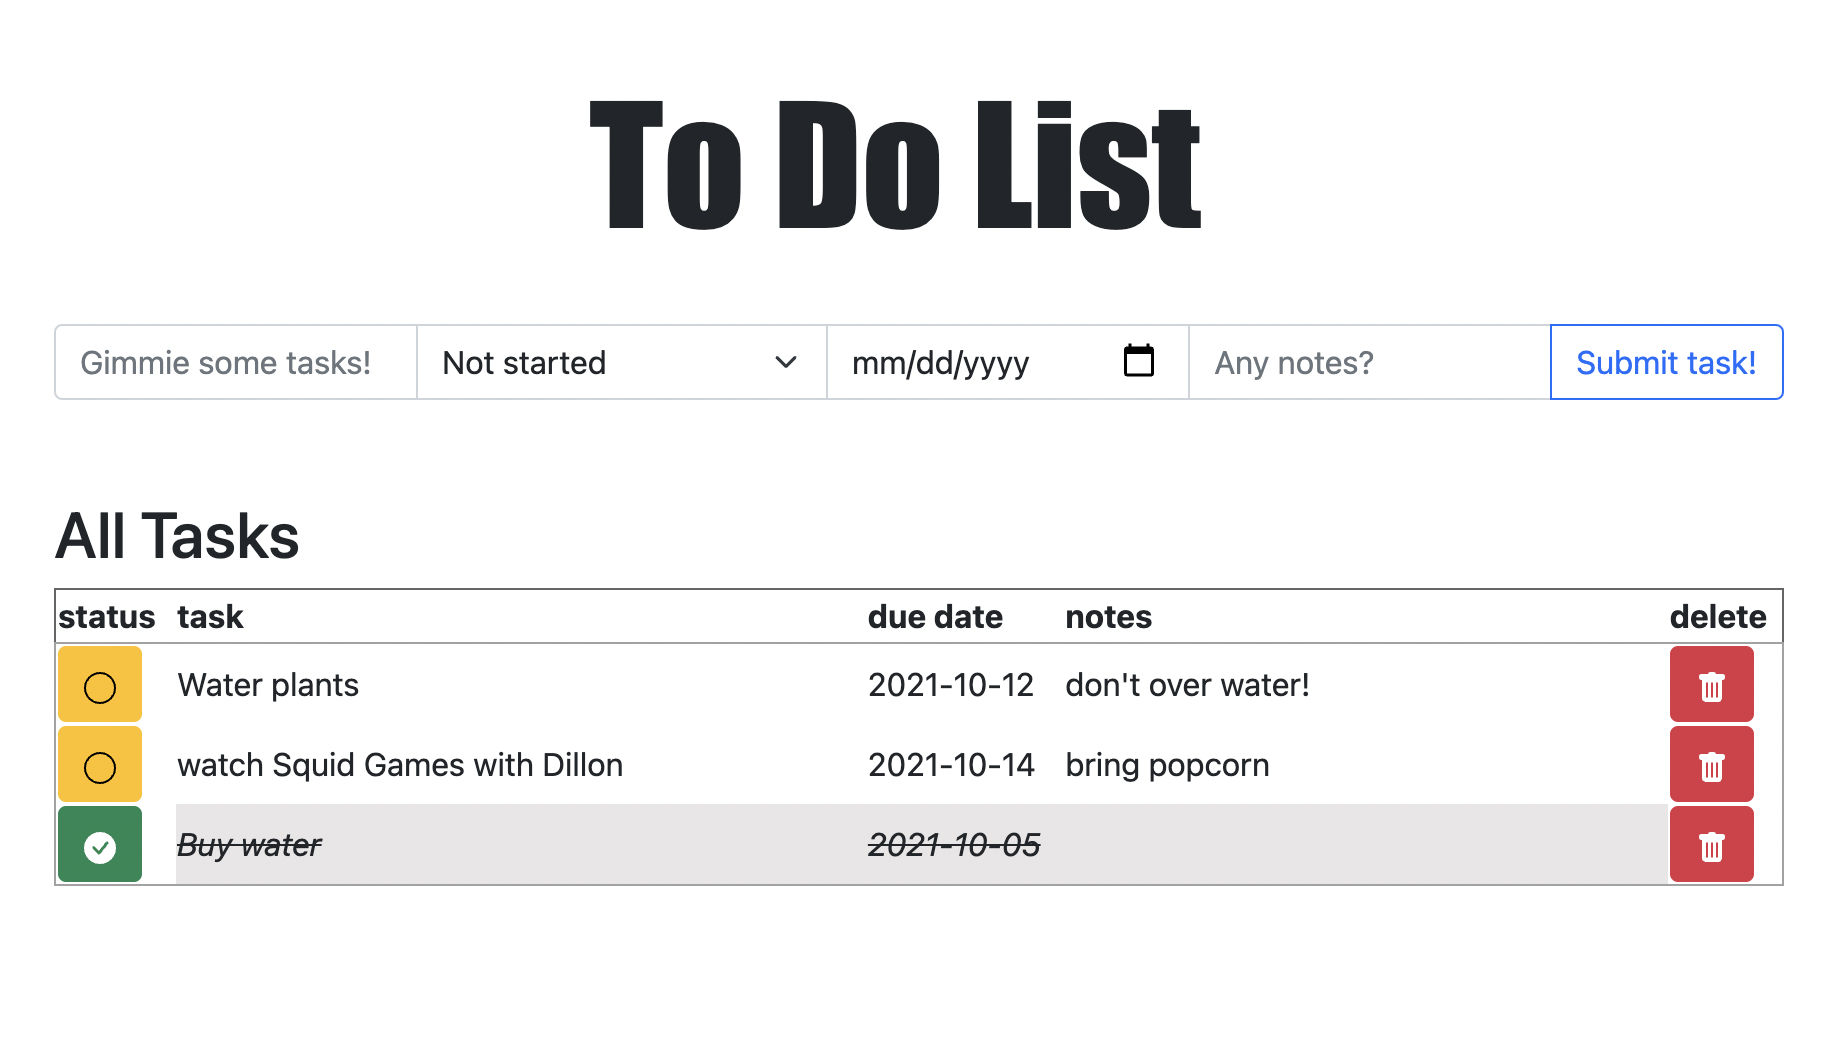 To Do List
Gimmie some tasks! Not started mm/dd/yyyy Any notes? Submit task!
All Tasks
status task due date notes delete
Water plants 2021-10-12 don't over water!
watch Squid Games with Dillon 2021-10-14 bring popcorn
Buy water 2021-10-05